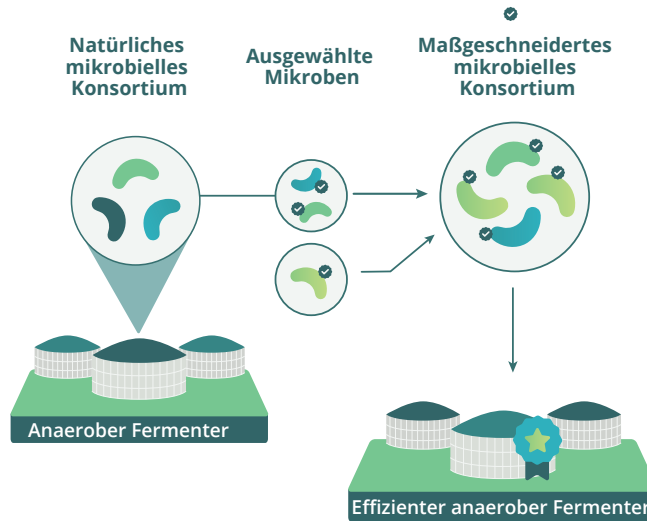 Natürliches
mikrobielles
Konsortium
Ausgewählte
Mikroben
Maßgeschneidertes
mikrobielles
Konsortium
Anaerober Fermenter
Effizienter anaerober Fermenter